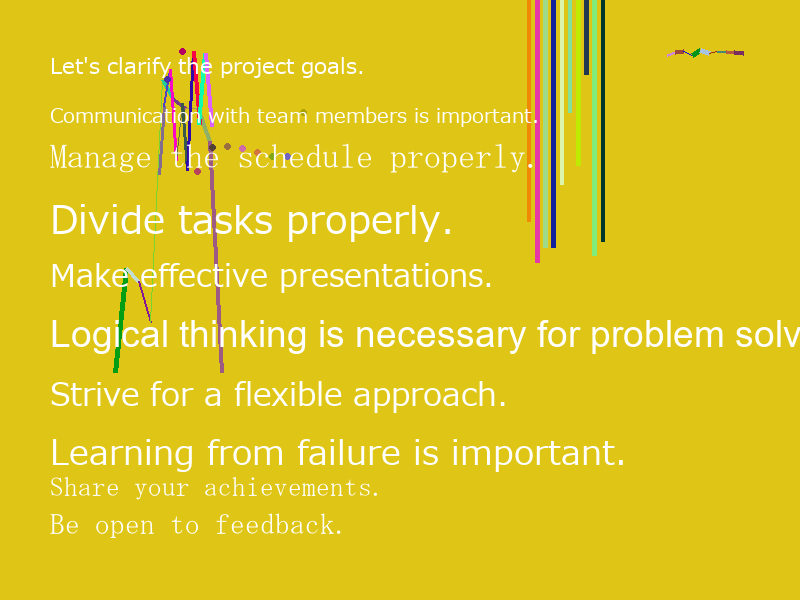 Let's clarify the project goals.
Communication with team members is important.
Manage the schedule properly.
Divide tasks properly.
Make effective presentations.
Logical thinking is necessary for problem solv
Strive for a flexible approach.
Learning from failure is important.
Share your achievements.
Be open to feedback.